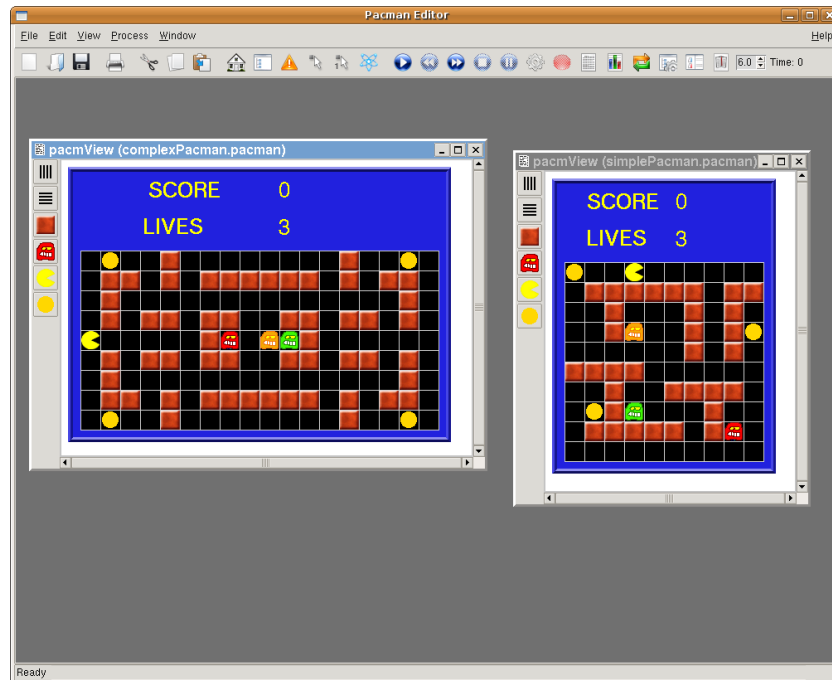 Pacman Editor
File Edit View Process Window Help
6.0 Time: 0
pacmView (complexPacman.pacman)
SCORE 0
LIVES 3
pacmView (simplePacman.pacman)
SCORE 0
LIVES 3
Ready